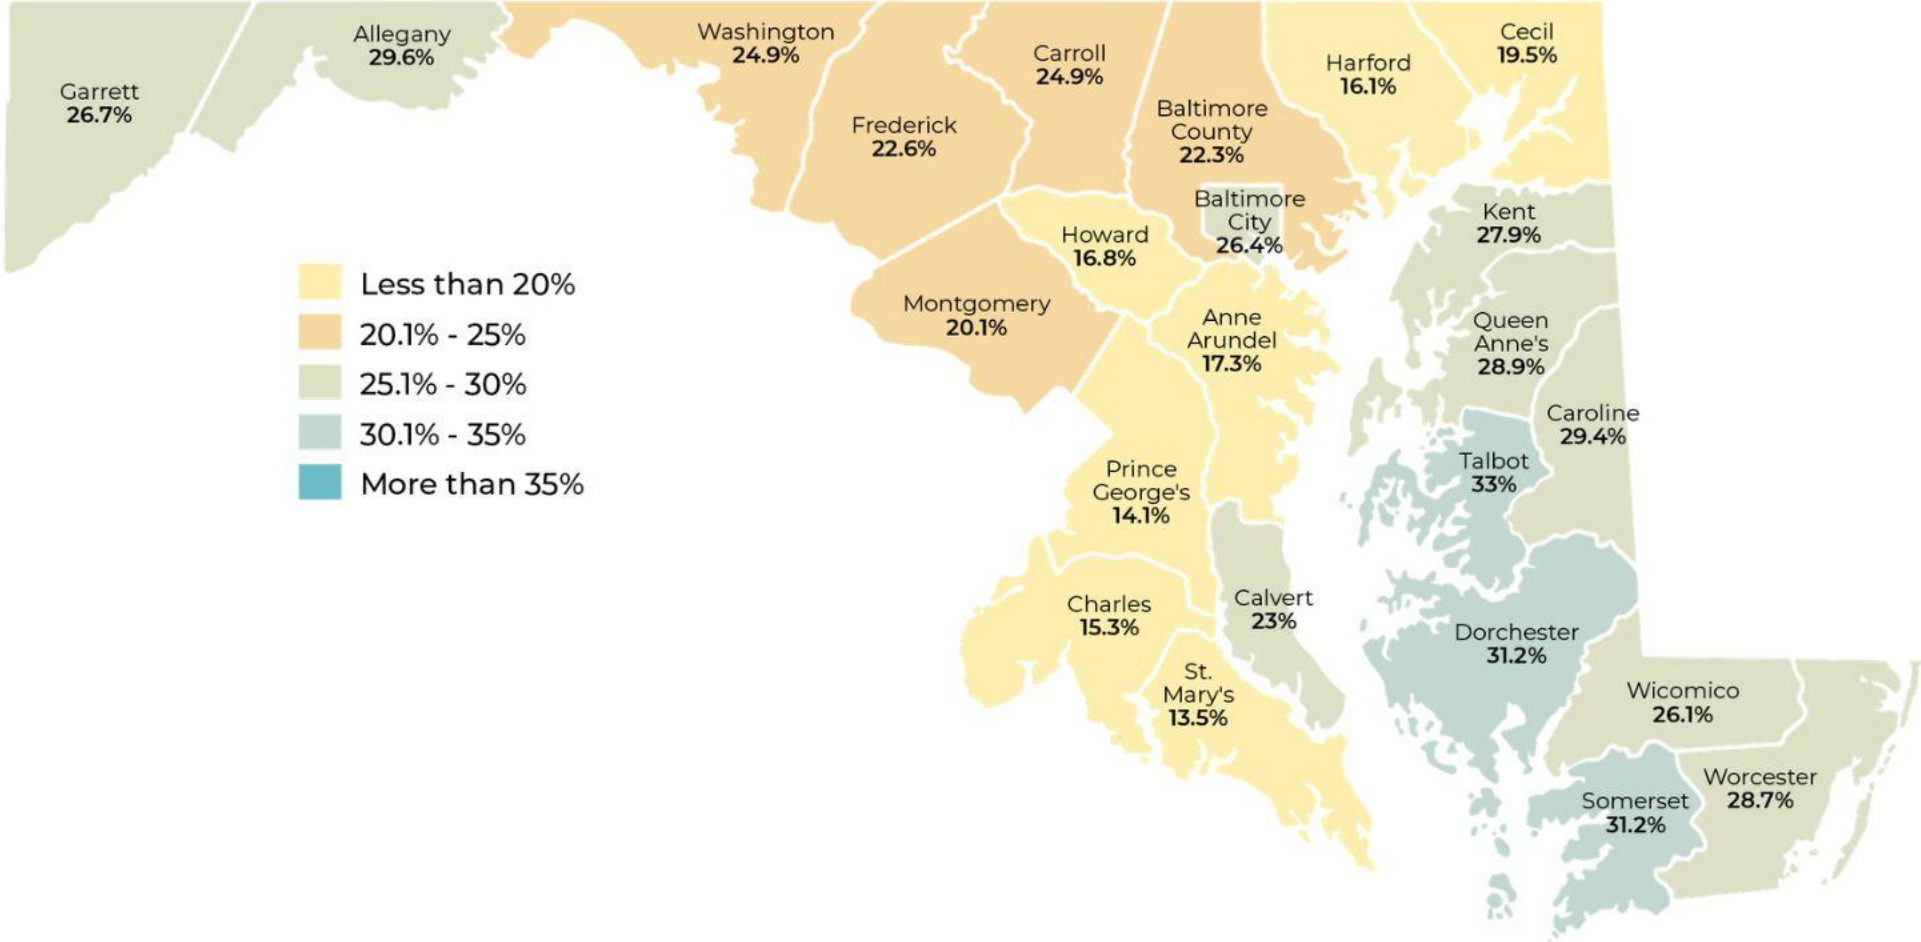 Garrett
26.7%
Allegany
29.6%
Washington
24.9%
Frederick
22.6%
Carroll
24.9%
Baltimore
County
22.3%
Baltimore
City
26.4%
Harford
16.1%
Cecil
19.5%
Howard
16.8%
Montgomery
20.1%
Anne
Arundel
17.3%
Kent
27.9%
Queen
Anne's
28.9%
Caroline
29.4%
Talbot
33%
Prince
George's
14.1%
Charles
15.3%
Calvert
23%
St.
Mary's
13.5%
Dorchester
31.2%
Wicomico
26.1%
Somerset
31.2%
Worcester
28.7%
Less than 20%
20.1% - 25%
25.1% - 30%
30.1% - 35%
More than 35%